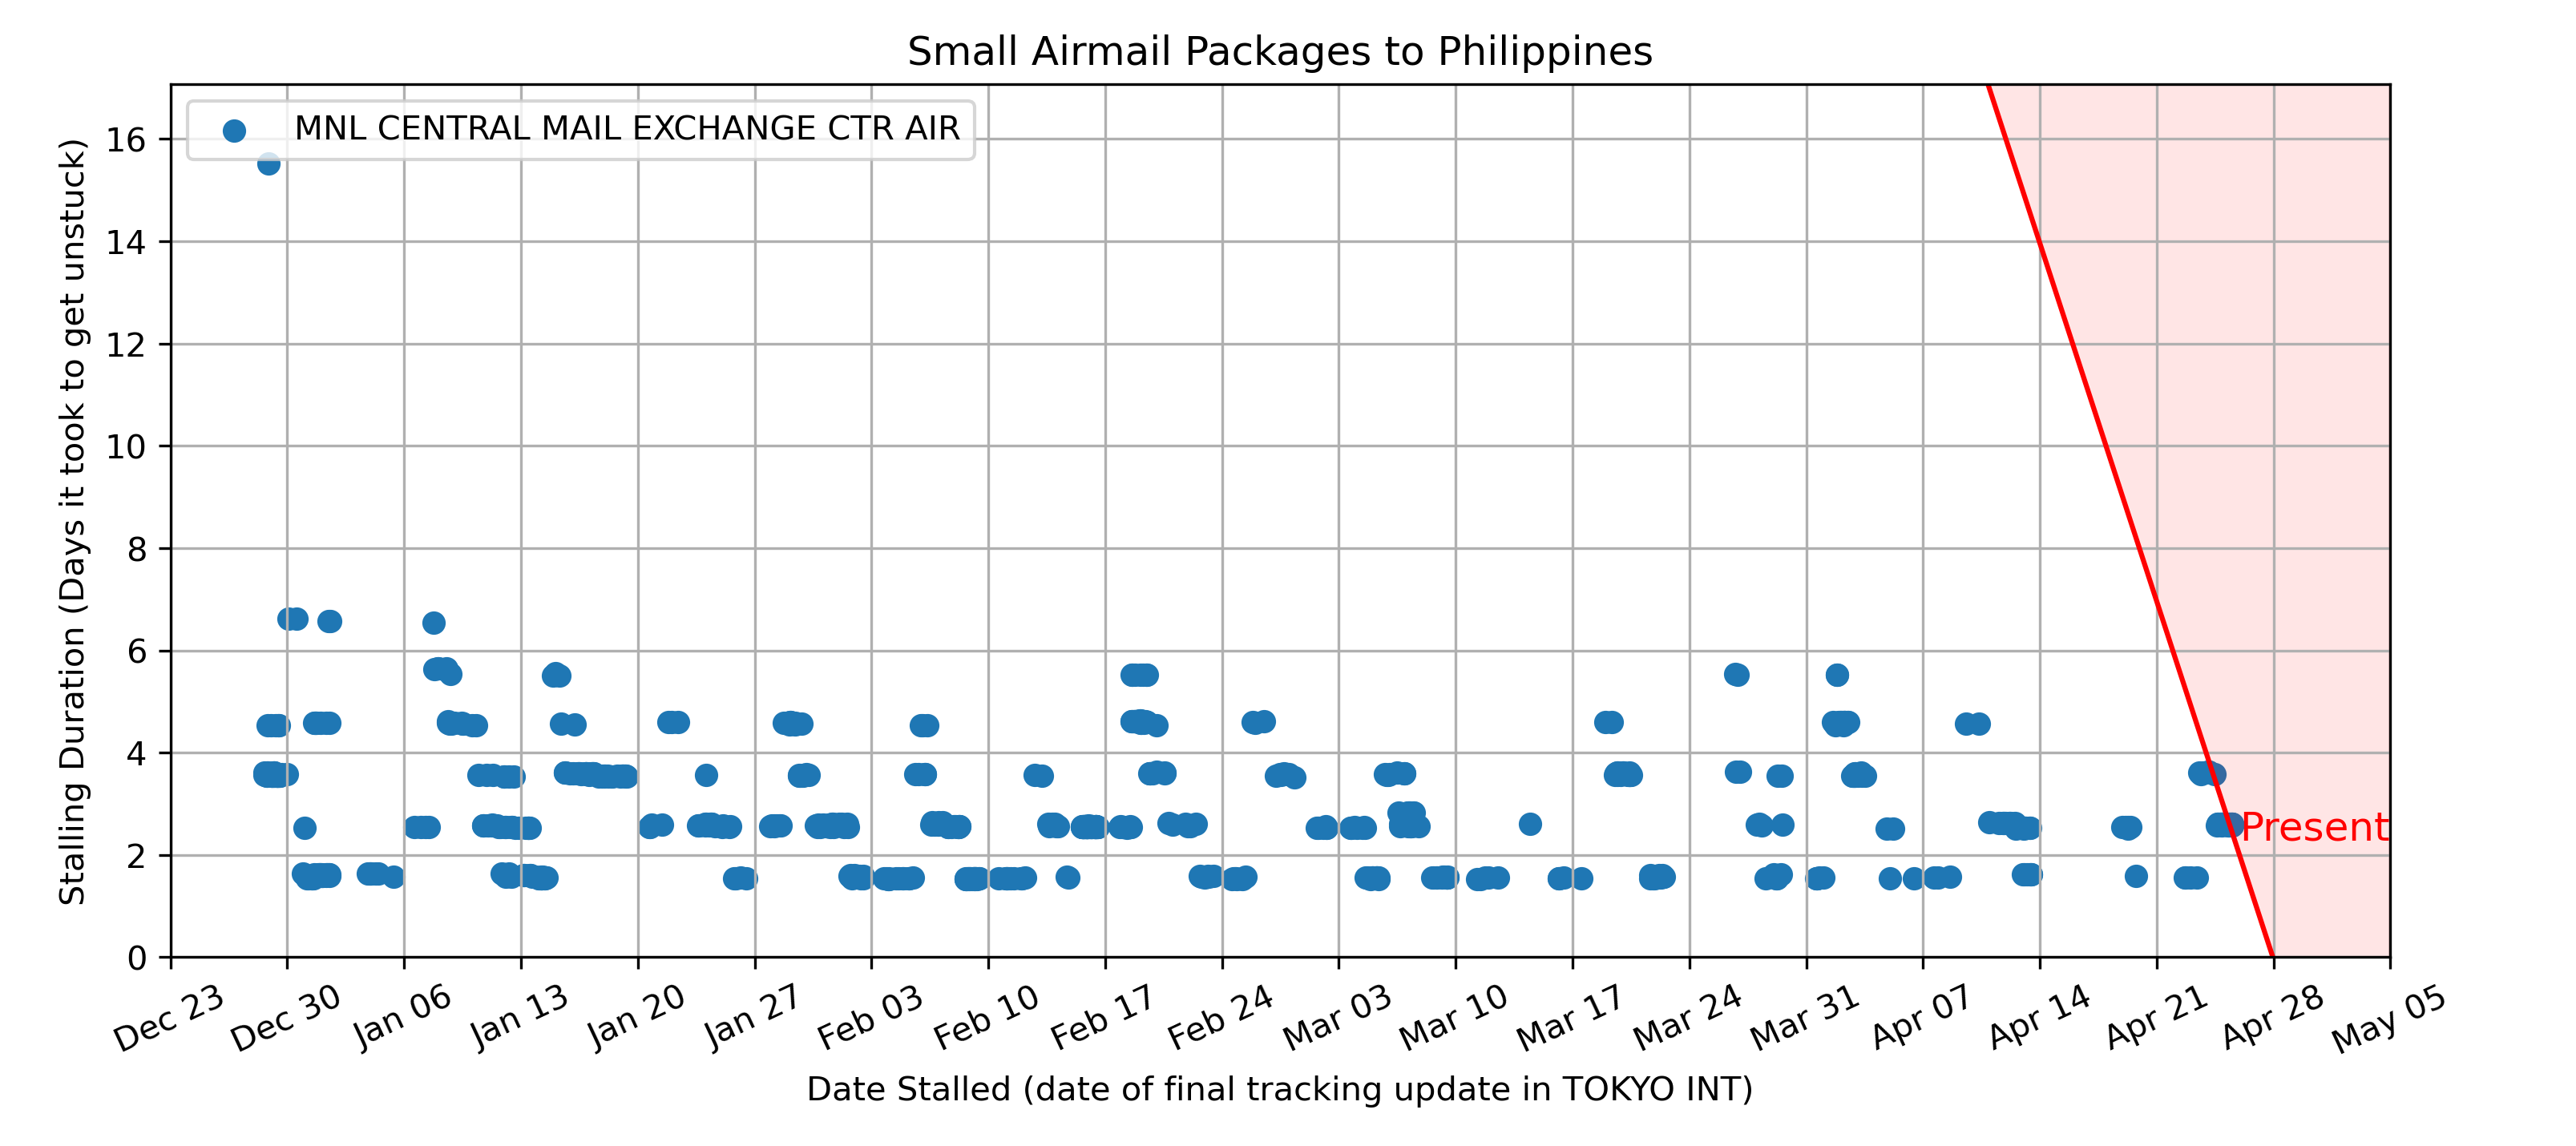 Small Airmail Packages to Philippines
MNL CENTRAL MAIL EXCHANGE CTR AIR
Stalling Duration (Days it took to get unstuck)
16
14
12
10
8
6
4
2
0
Present
Dec 23
Dec 30
Jan 06
Jan 13
Jan 20
Jan 27
Feb 03
Feb 10
Feb 17
Feb 24
Mar 03
Mar 10
Mar 17
Mar 24
Mar 31
Apr 07
Apr 14
Apr 21
Apr 28
May 05
Date Stalled (date of final tracking update in TOKYO INT)